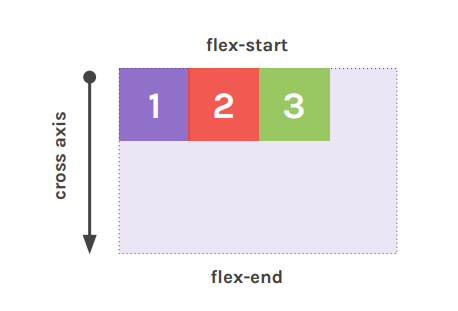 flex-start
1 2 3
cross axis
flex-end